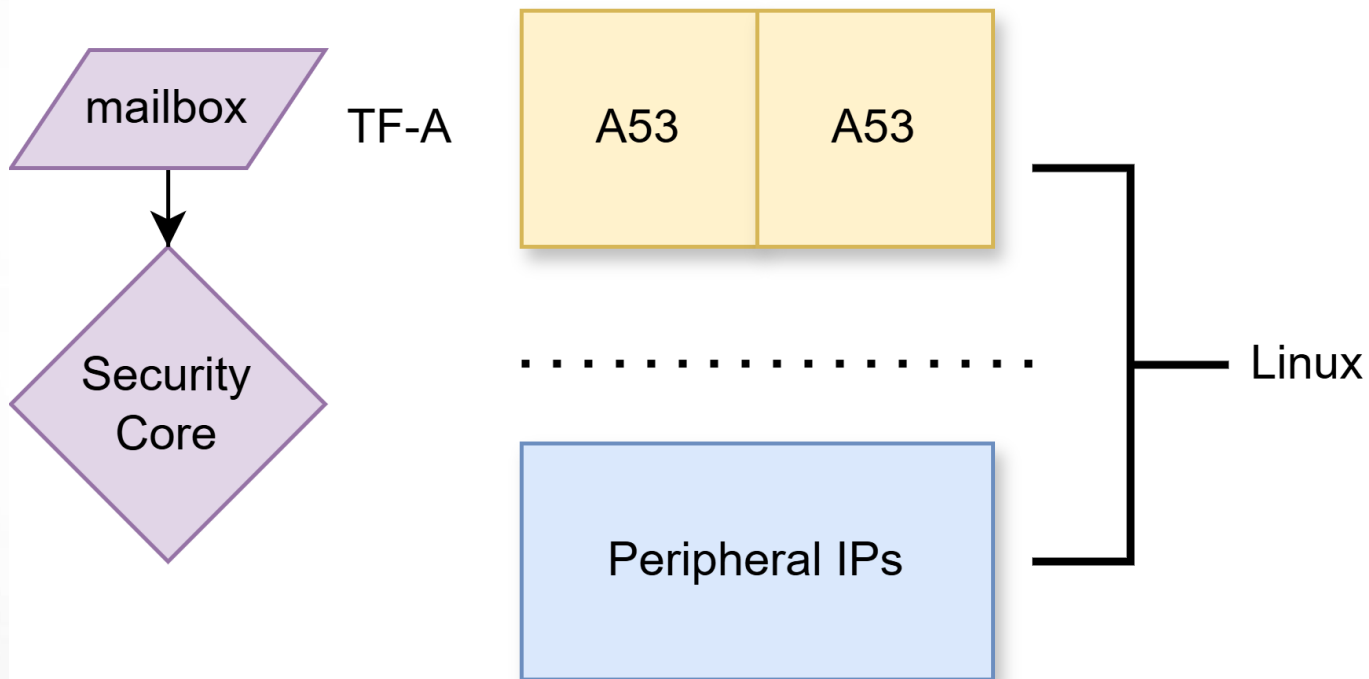 mailbox
TF-A
A53
A53
Security
Core
Linux
Peripheral IPs